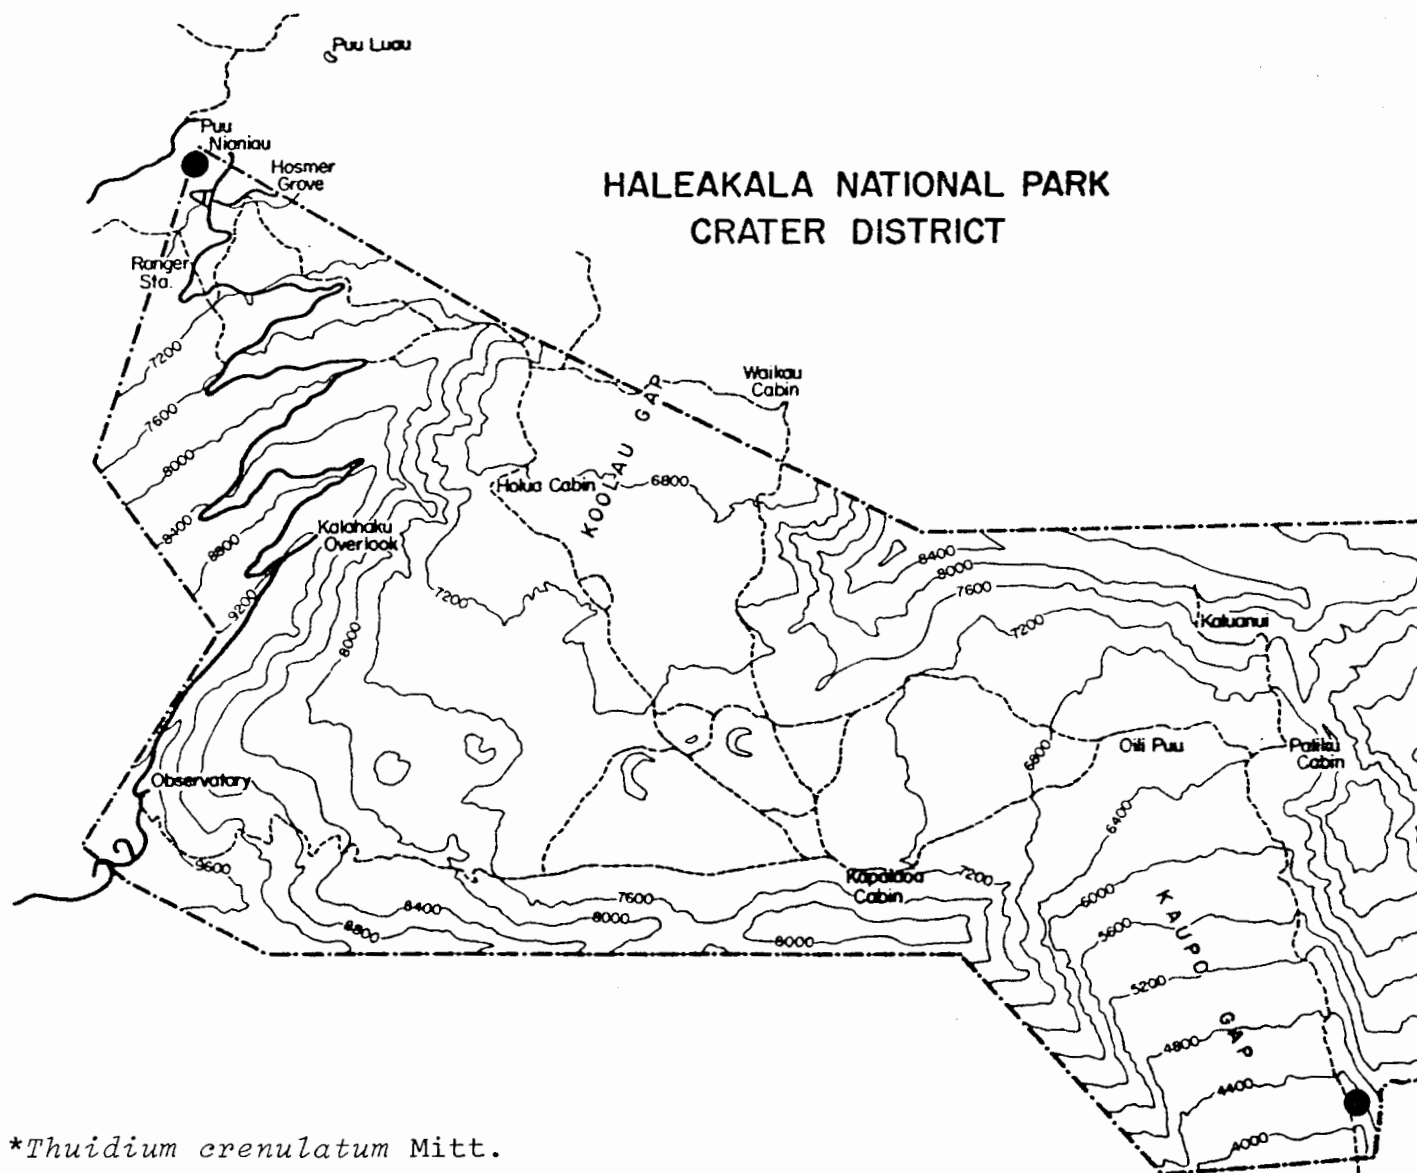 Puu Luau
Puu
Nianiau
Hosmer
Grove
HALEAKALA NATIONAL PARK
CRATER DISTRICT
Ranger
Sta.
7200
Waikau
Cabin
7600
KOOLAU GAP
8000
Holua Cabin
6800
8400
Kalahaku
Overlook
8800
8400
8000
7600
9200
7200
7200
Kaluanui
8000
Oili Puu
Paliku
Cabin
6800
Observatary
6400
9600
Kapalaoa
Cabin
7200
6000
7600
8400
8000
8800
8000
5600
KAUPO GAP
5200
4800
4400
4000
*Thuidium crenulatum Mitt.